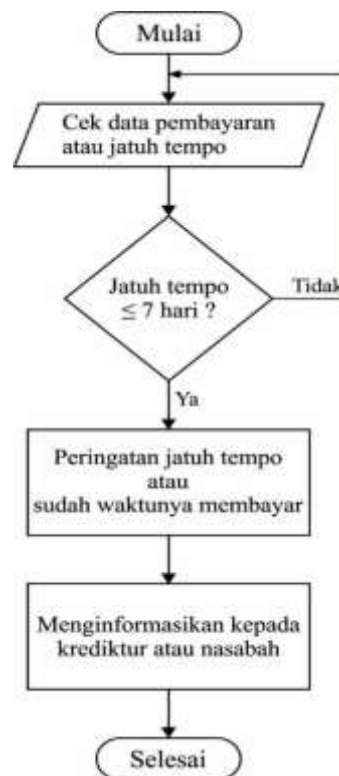 Mulai
Cek data pembayaran
atau jatuh tempo
Jatuh tempo
≤ 7 hari ?
Tidak
Ya
Peringatan jatuh tempo
atau
sudah waktunya membayar
Menginformasikan kepada
krediktur atau nasabah
Selesai